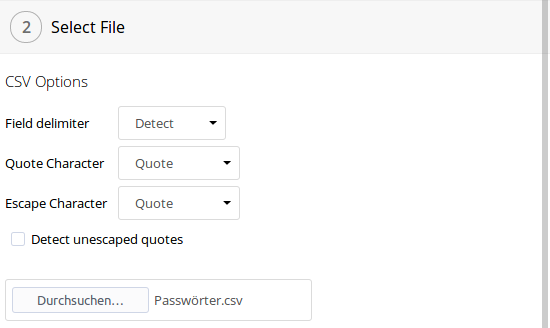 2 Select File
CSV Options
Field delimiter Detect
Quote Character Quote
Escape Character Quote
Detect unescaped quotes
Durchsuchen... Passwörter.csv